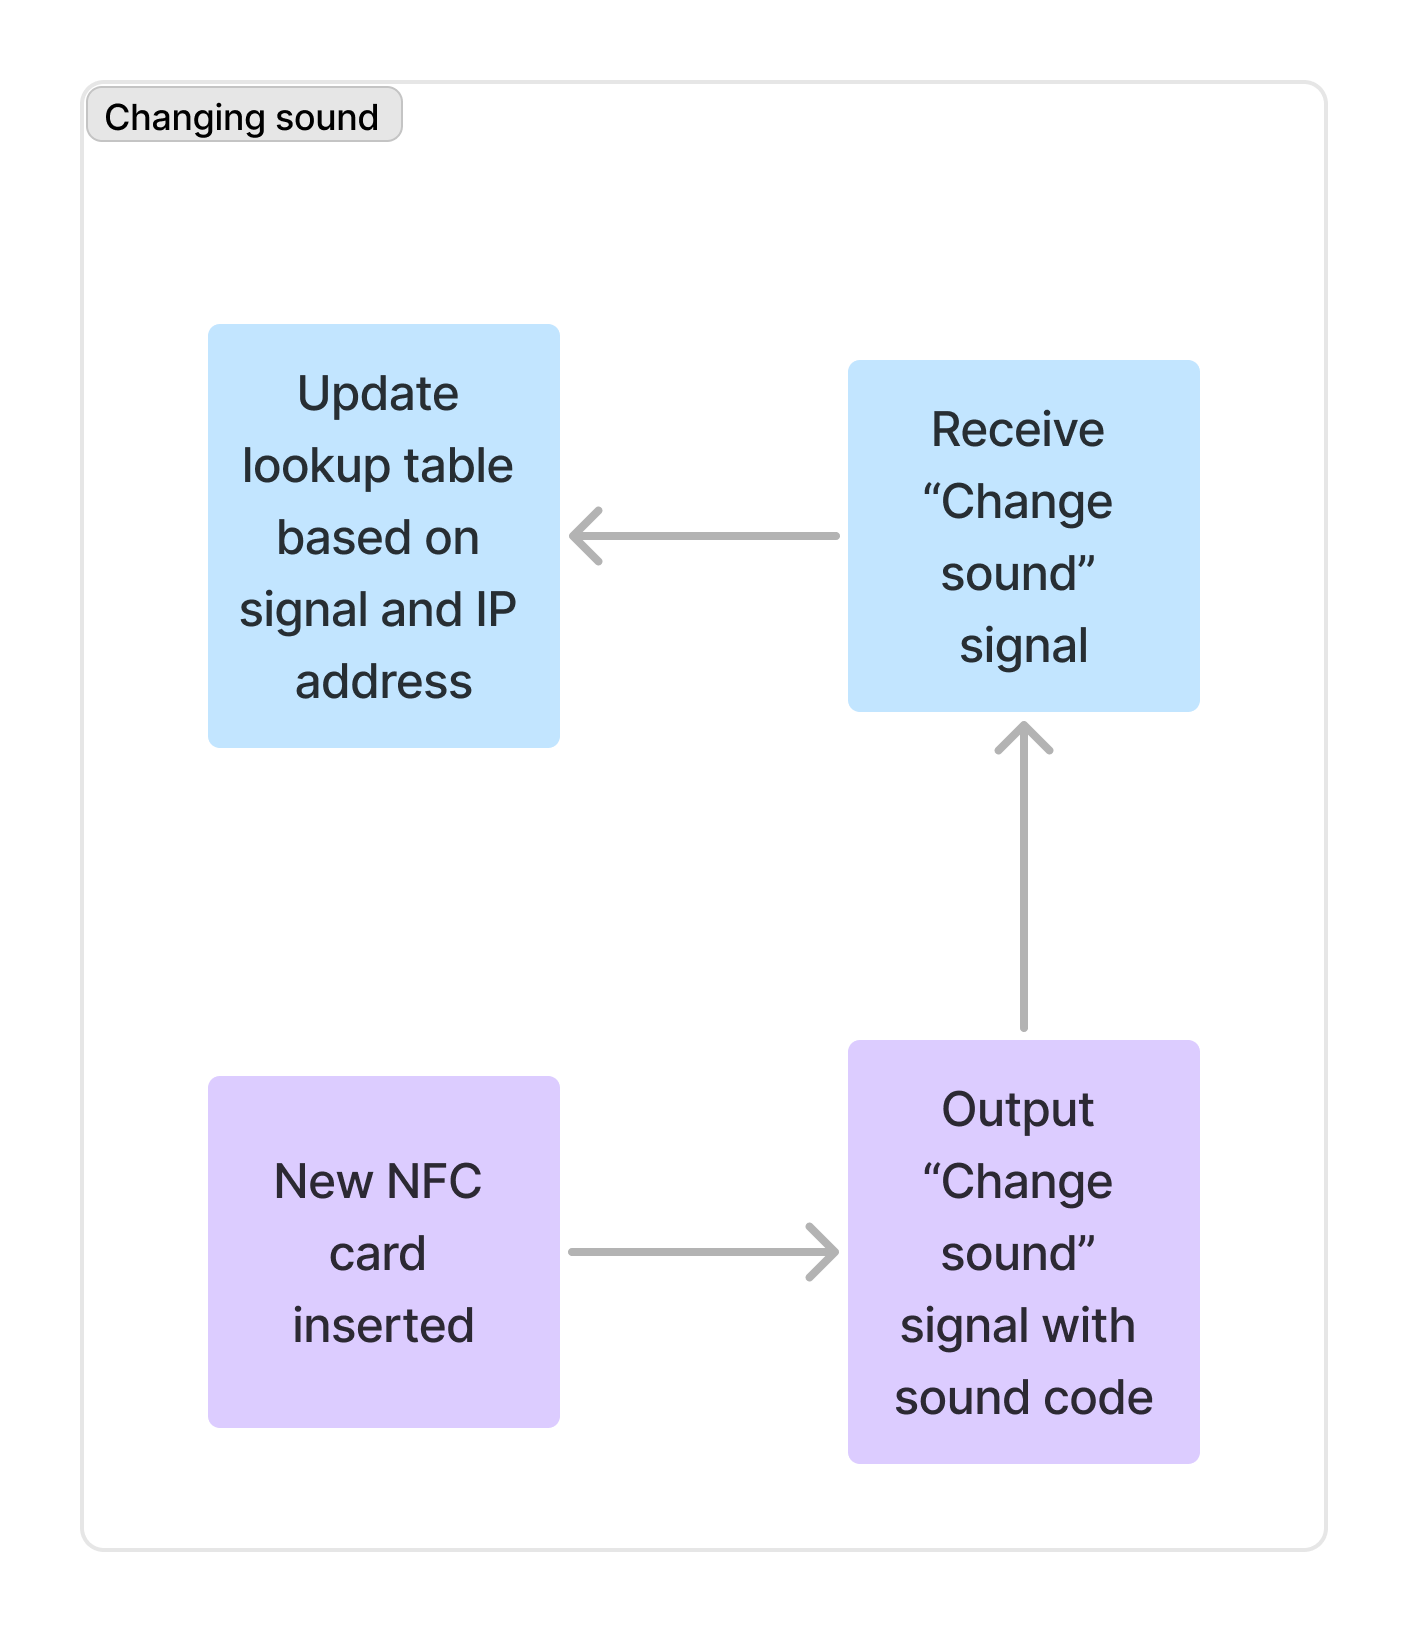 Changing sound
Update
lookup table
based on
signal and IP
address
Receive
“Change
sound”
signal
New NFC
card
inserted
Output
“Change
sound”
signal with
sound code